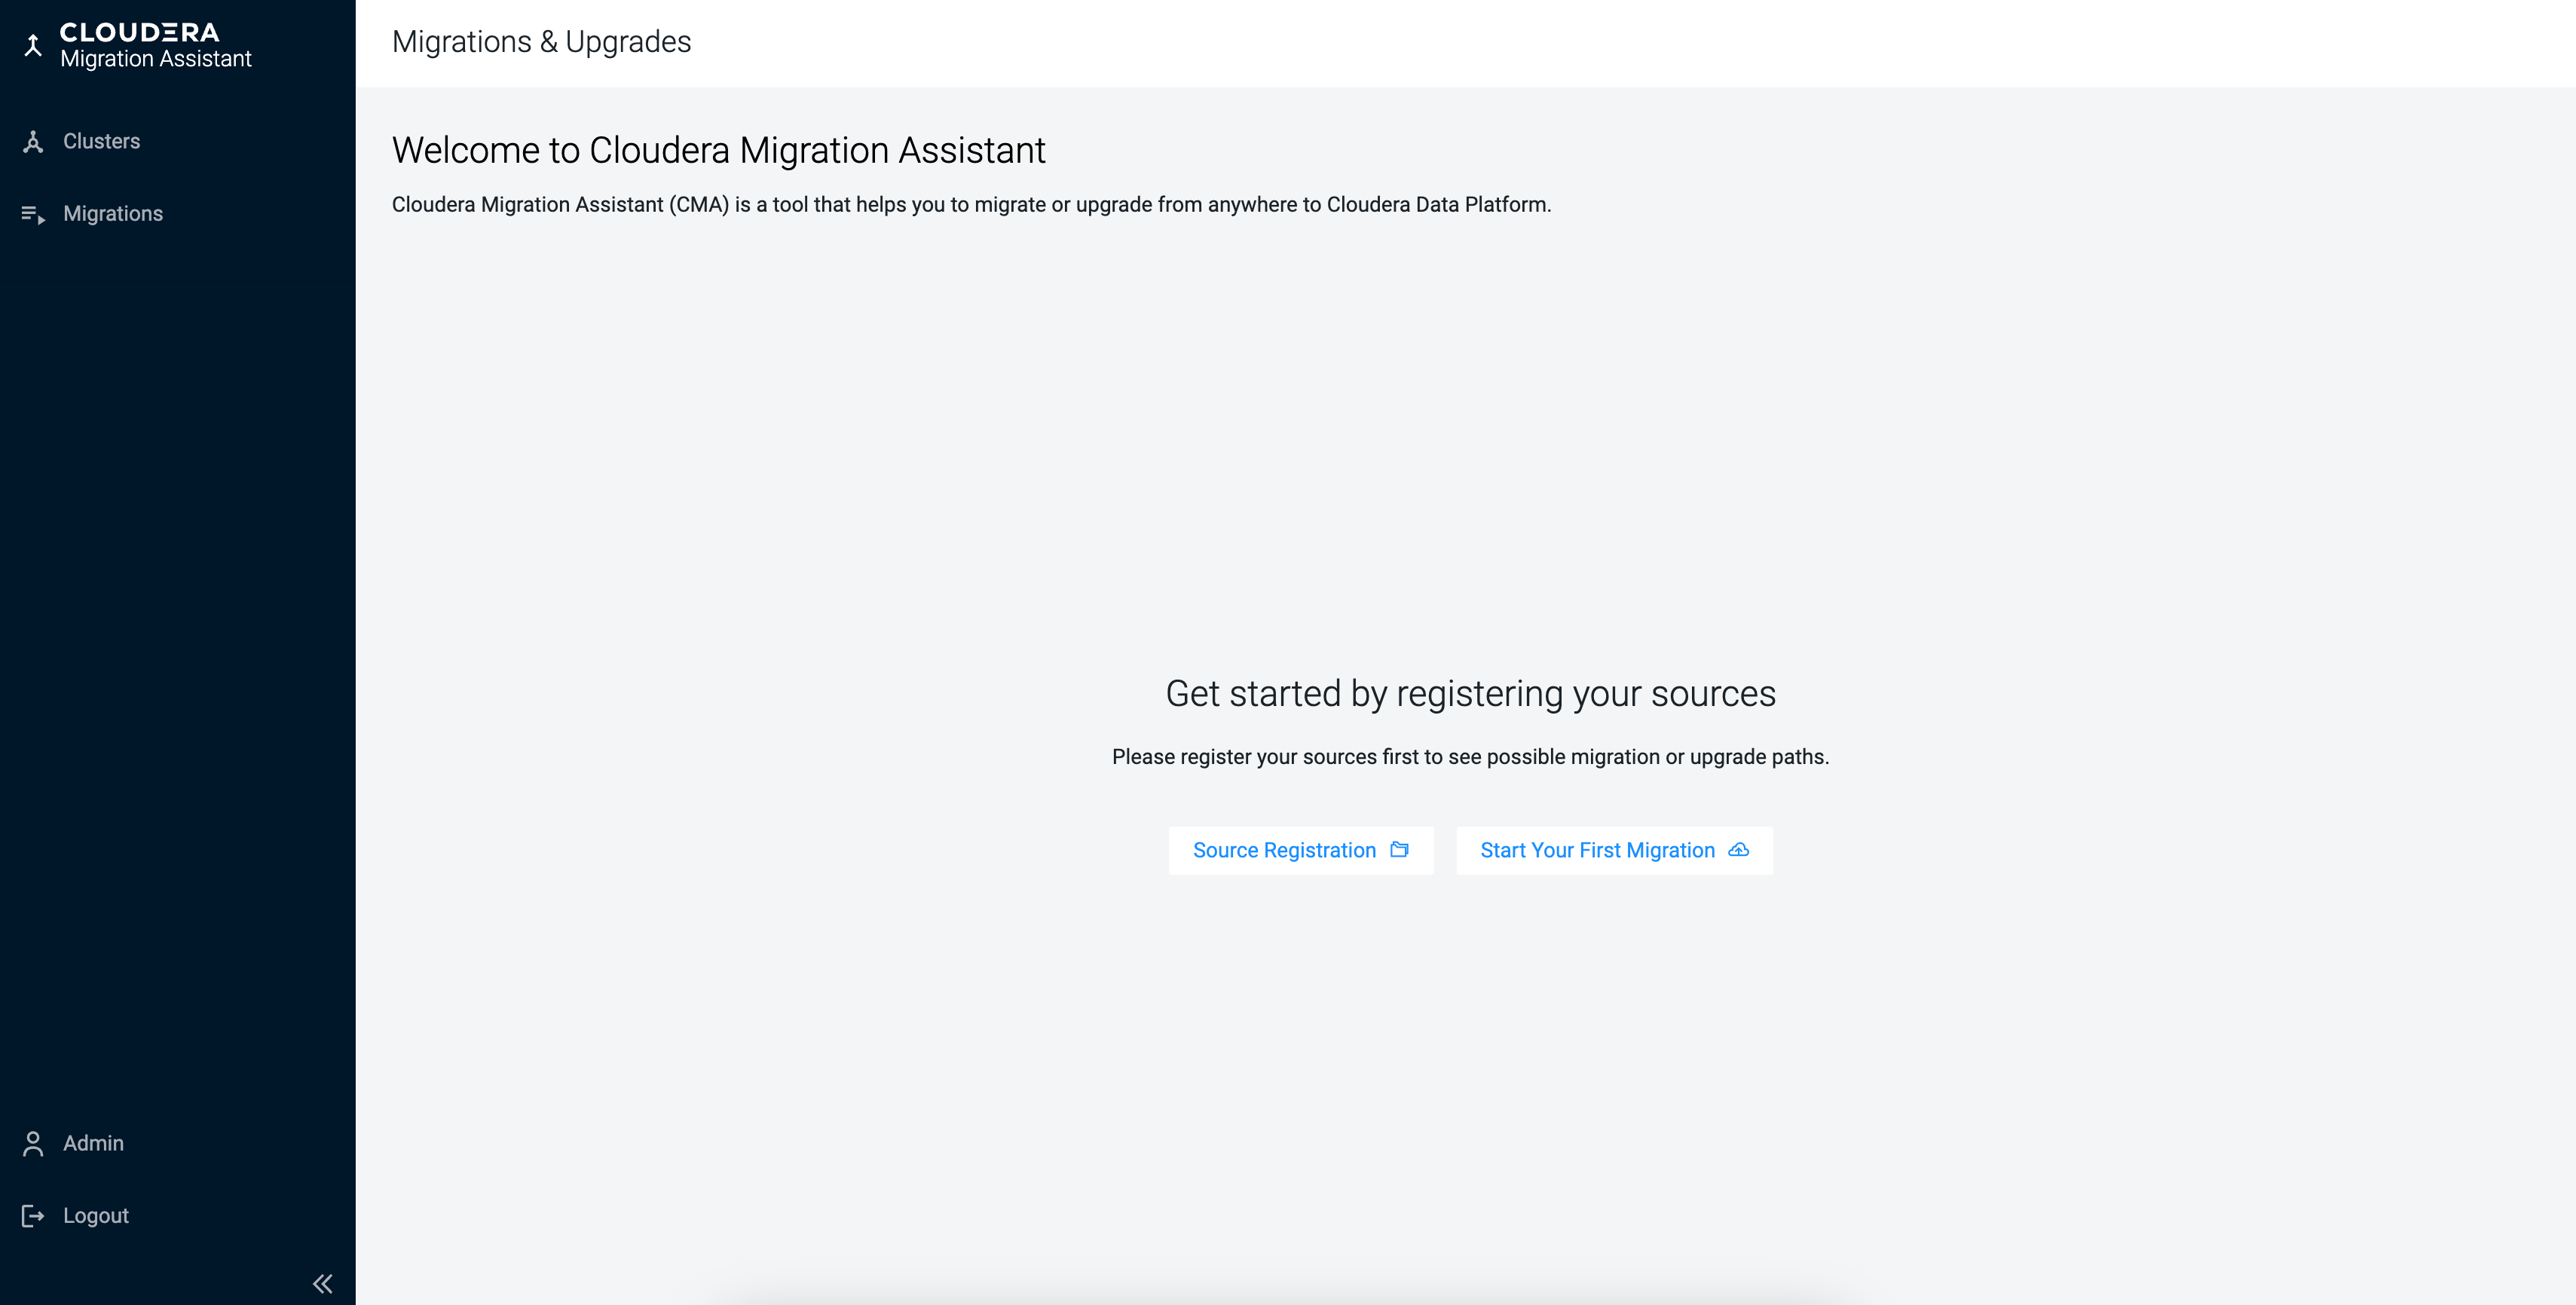 CLOUDERA
Migration Assistant
Clusters
Migrations
Admin
Logout
Migrations & Upgrades
Welcome to Cloudera Migration Assistant
Cloudera Migration Assistant (CMA) is a tool that helps you to migrate or upgrade from anywhere to Cloudera Data Platform.
Get started by registering your sources
Please register your sources first to see possible migration or upgrade paths.
Source Registration
Start Your First Migration